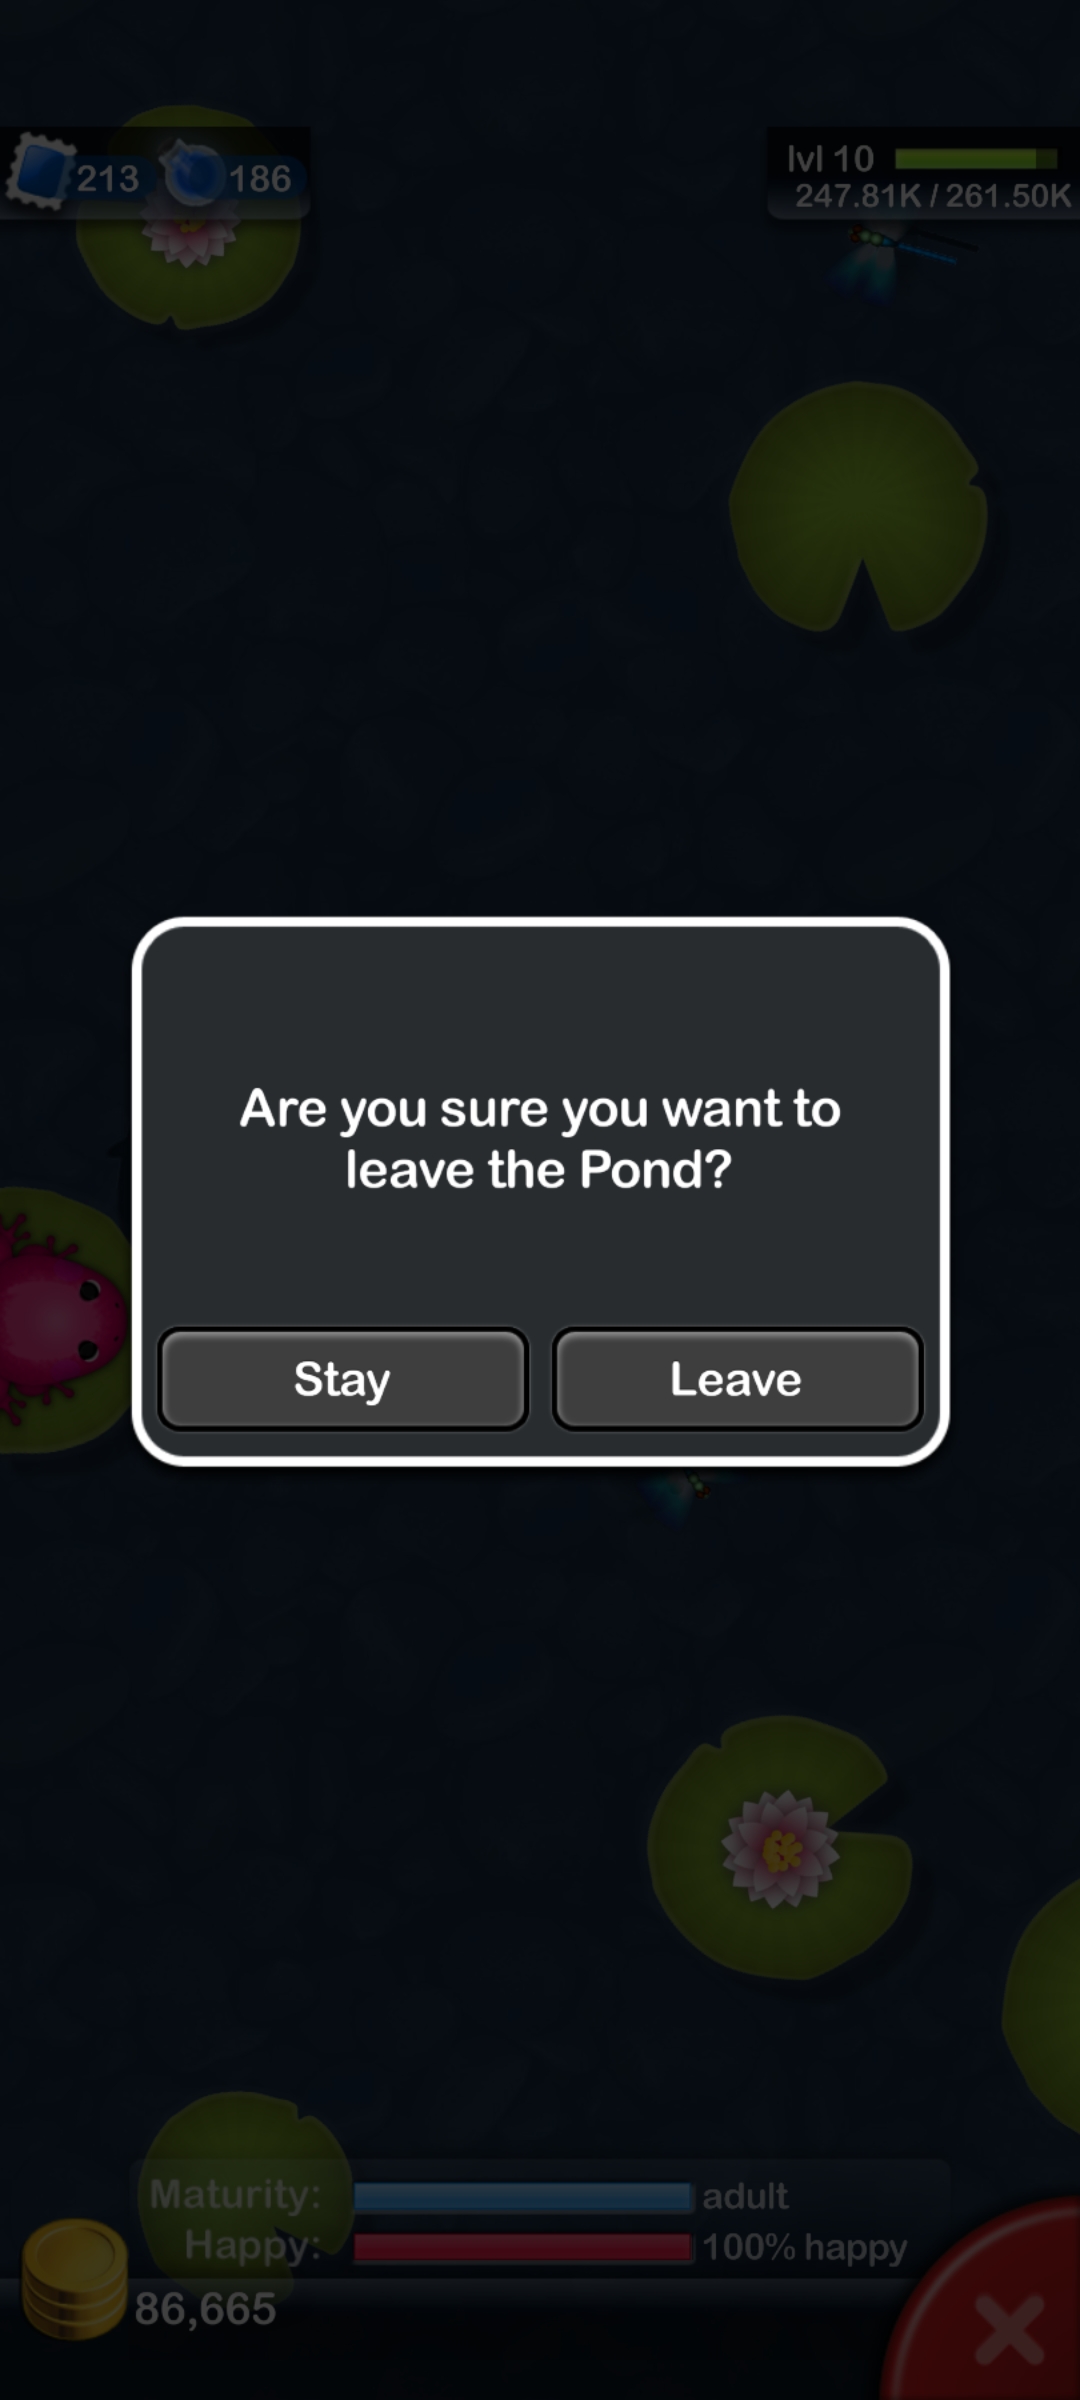 213 186
lvl 10
247.81K / 261.50K
Are you sure you want to
leave the Pond?
Stay Leave
Maturity: adult
Happy: 100% happy
86,665